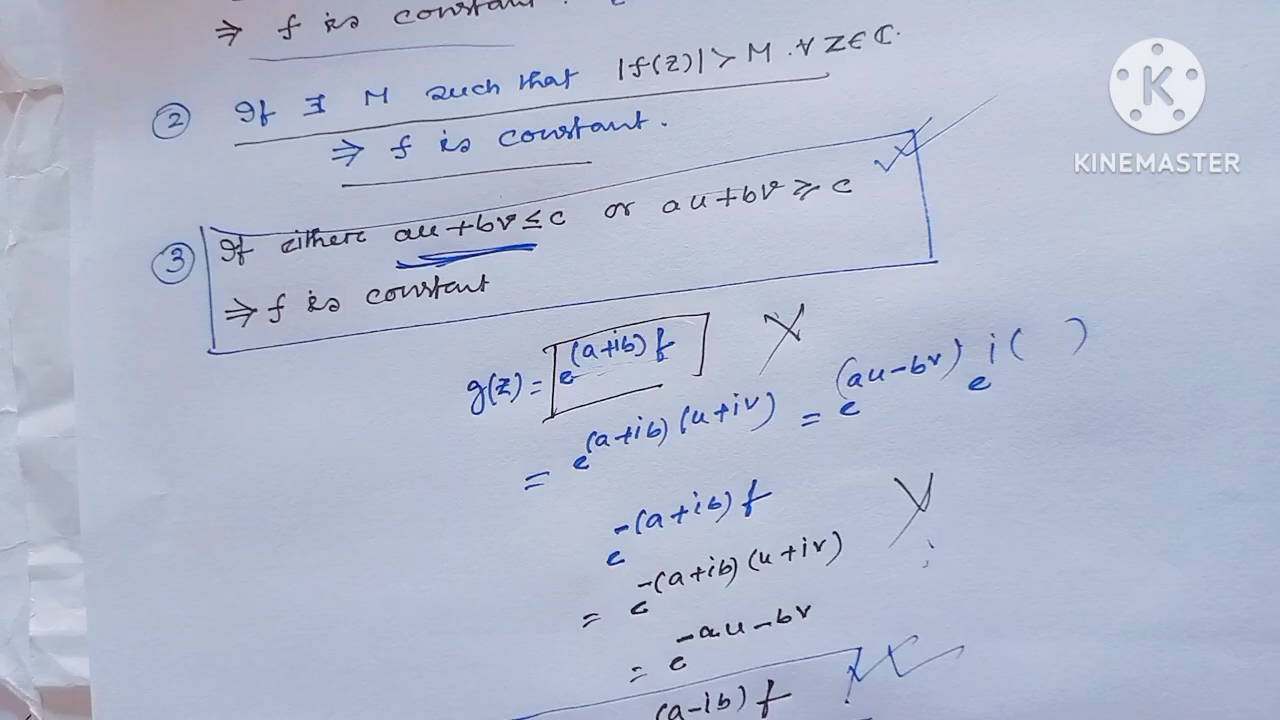 ⇒ f is constant.
② If ∃ M such that |f(z)| > M . ∀ Z ∈ ℂ.
⇒ f is constant.
③ If eithere au + bv ≤ c or au + bv ≥ c
⇒ f is constant
g(z) = e^(a+ib) f
= e^(a+ib) (u+iv) = e^(au-bv) e^i( )
e^-(a+ib) f
= e^-(a+ib) (u+iv)
= e^-au-bv
(a-ib) f
K
KINEMASTER